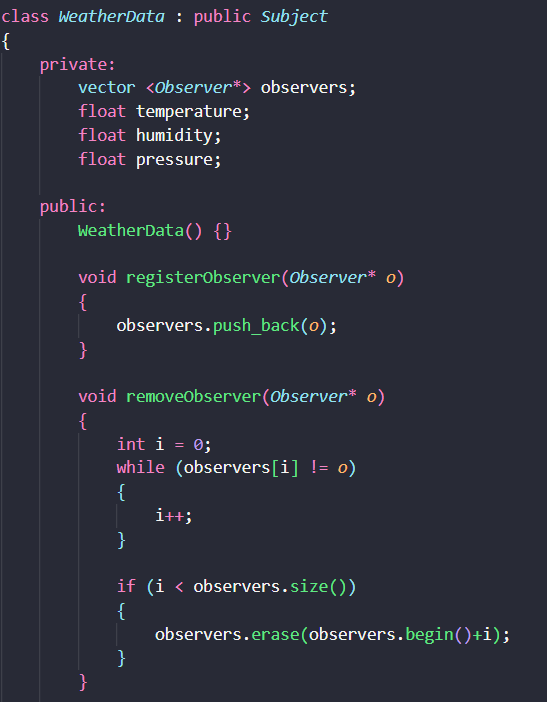 class WeatherData : public Subject
{
    private:
        vector <Observer*> observers;
        float temperature;
        float humidity;
        float pressure;

    public:
        WeatherData() {}

        void registerObserver(Observer* o)
        {
            observers.push_back(o);
        }

        void removeObserver(Observer* o)
        {
            int i = 0;
            while (observers[i] != o)
            {
                i++;
            }

            if (i < observers.size())
            {
                observers.erase(observers.begin()+i);
            }
        }